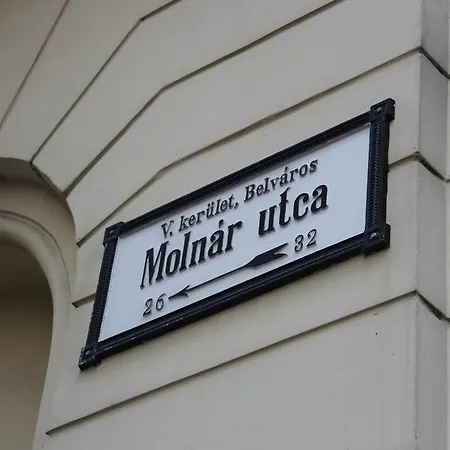 V. kerület, Belváros
Molnár utca
26 32